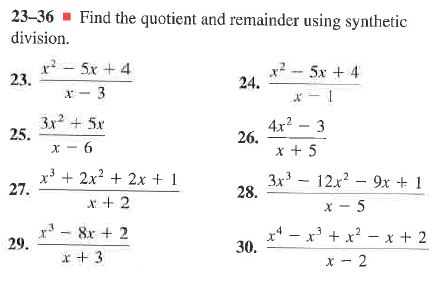 23–36 ■ Find the quotient and remainder using synthetic
division.
23. (x² − 5x + 4)/(x − 3)
24. (x² − 5x + 4)/(x − 1)
25. (3x² + 5x)/(x − 6)
26. (4x² − 3)/(x + 5)
27. (x³ + 2x² + 2x + 1)/(x + 2)
28. (3x³ − 12x² − 9x + 1)/(x − 5)
29. (x³ − 8x + 2)/(x + 3)
30. (x⁴ − x³ + x² − x + 2)/(x − 2)